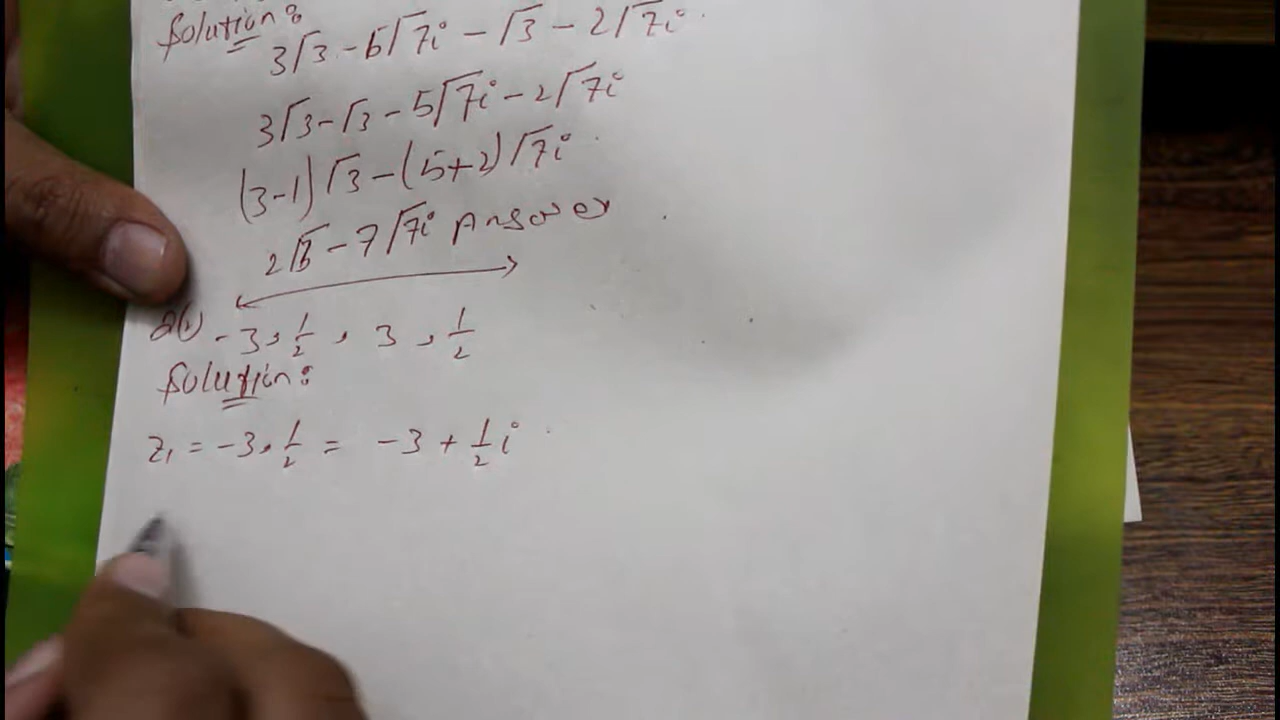 Solution:
3√3 - 5√7i - √3 - 2√7i
3√3 - √3 - 5√7i - 2√7i
(3-1)√3 - (5+2)√7i
2√3 - 7√7i Answer
-3, 1/2, 3, 1/2
Solution:
z₁ = -3, 1/2 = -3 + 1/2 i